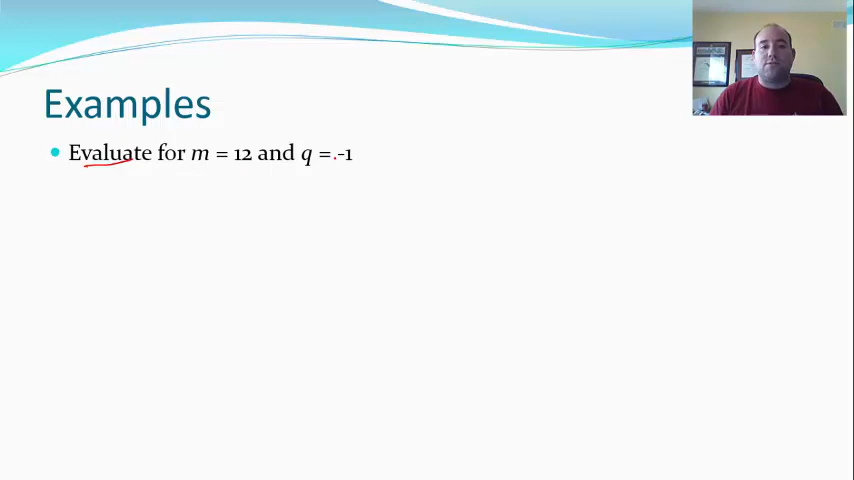 Examples
Evaluate for m = 12 and q = -1